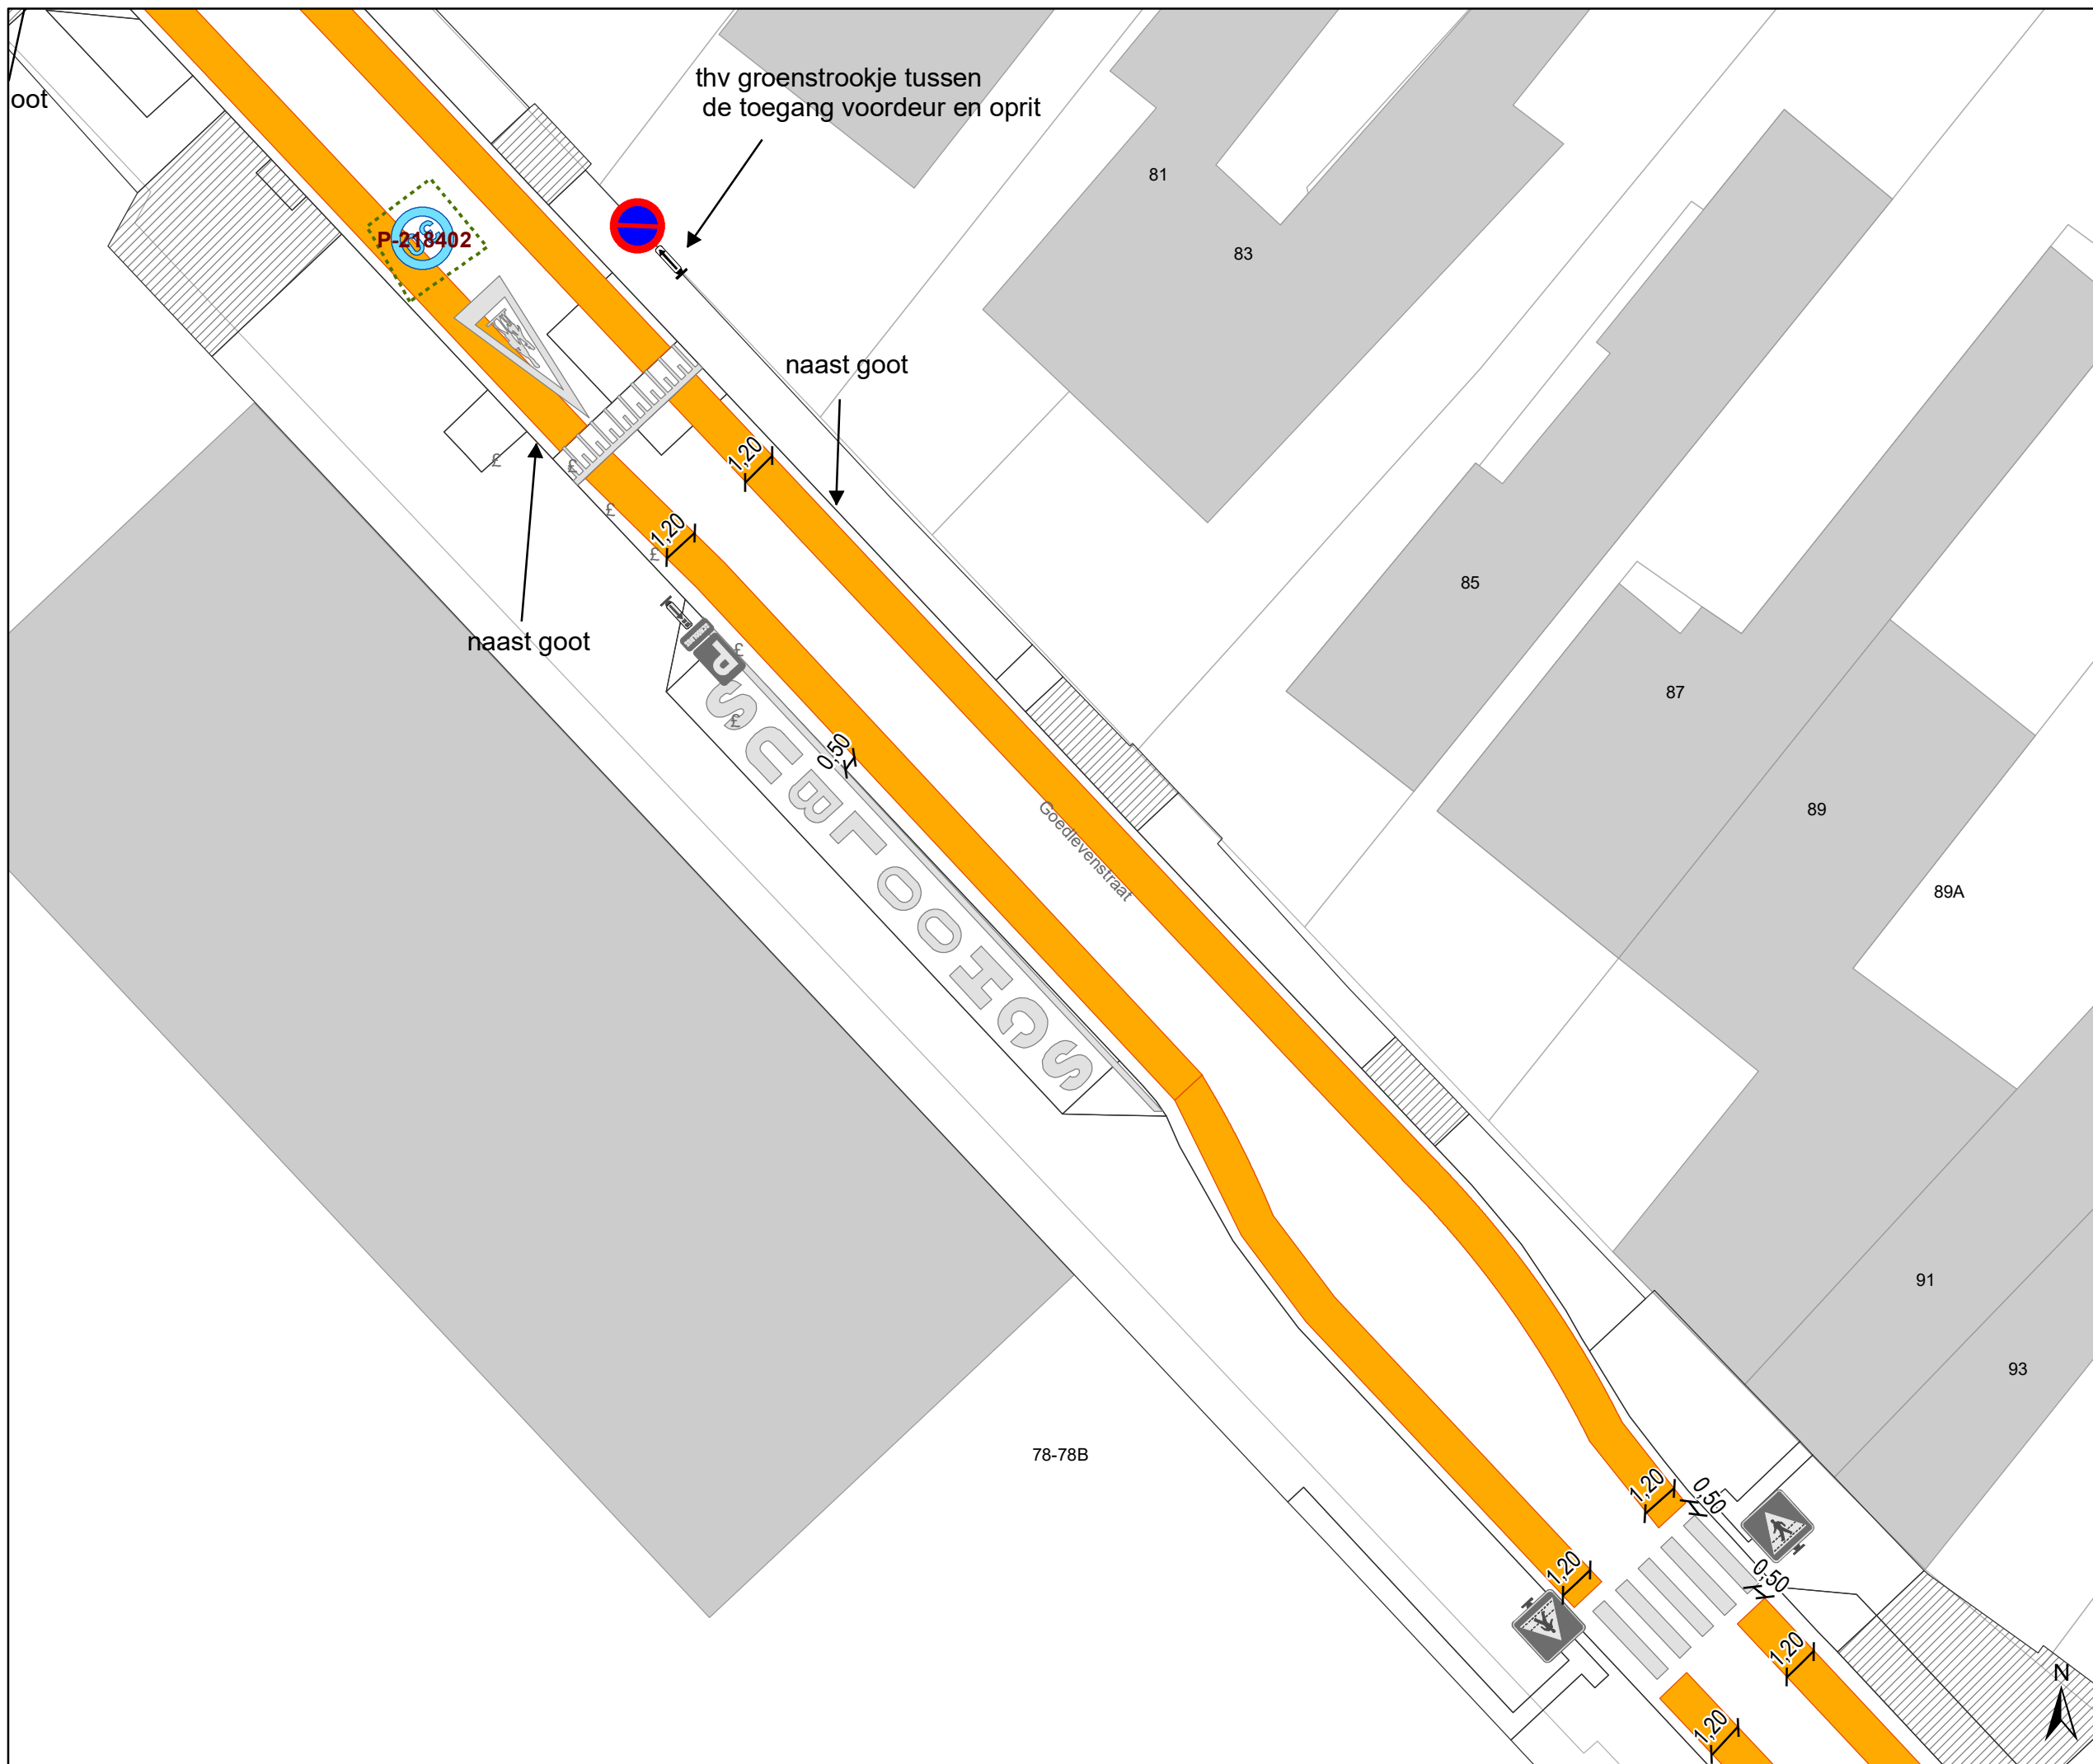 oot
thv groenstrookje tussen
de toegang voordeur en oprit
81
83
P-218402
naast goot
1,20
£
£
1,20
£
£
85
naast goot
£
P
£
87
0,50
SCHOOLBUS
Goedlevenstraat
89
89A
91
93
78-78B
1,20
0,50
1,20
0,50
1,20
N
1,20